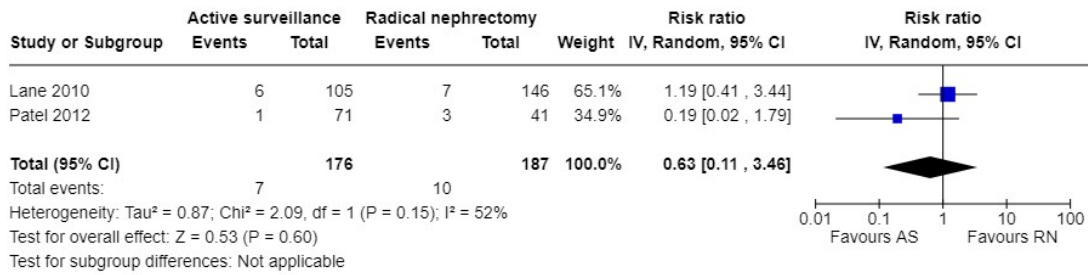 Active surveillance Radical nephrectomy Risk ratio Risk ratio
Study or Subgroup Events Total Events Total Weight IV, Random, 95% CI IV, Random, 95% CI
Lane 2010 6 105 7 146 65.1% 1.19 [0.41 , 3.44]
Patel 2012 1 71 3 41 34.9% 0.19 [0.02 , 1.79]
Total (95% CI) 176 187 100.0% 0.63 [0.11 , 3.46]
Total events: 7 10
Heterogeneity: Tau² = 0.87; Chi² = 2.09, df = 1 (P = 0.15); I² = 52%
0.01 0.1 1 10 100
Test for overall effect: Z = 0.53 (P = 0.60)
Favours AS Favours RN
Test for subgroup differences: Not applicable